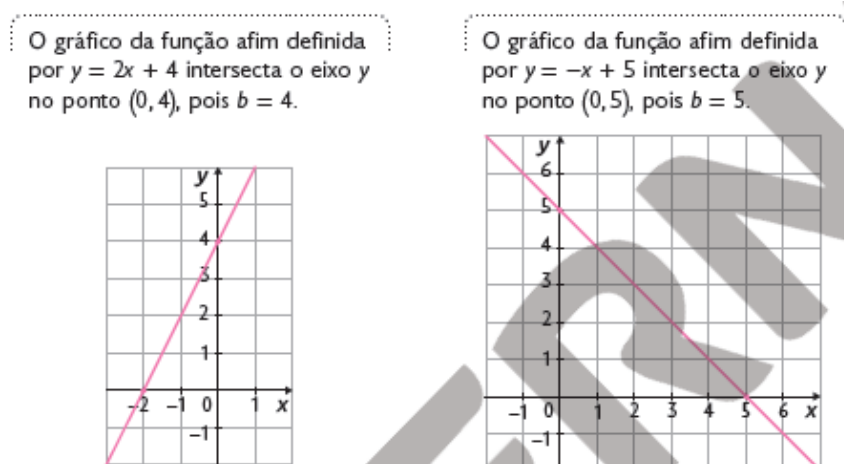 O gráfico da função afim definida
por y = 2x + 4 intersecta o eixo y
no ponto (0, 4), pois b = 4.
y
5
4
3
2
1
-2 -1 0 1 x
-1
O gráfico da função afim definida
por y = -x + 5 intersecta o eixo y
no ponto (0, 5), pois b = 5.
y
6
5
4
3
2
1
-1 0 1 2 3 4 5 6 x
-1
ERN